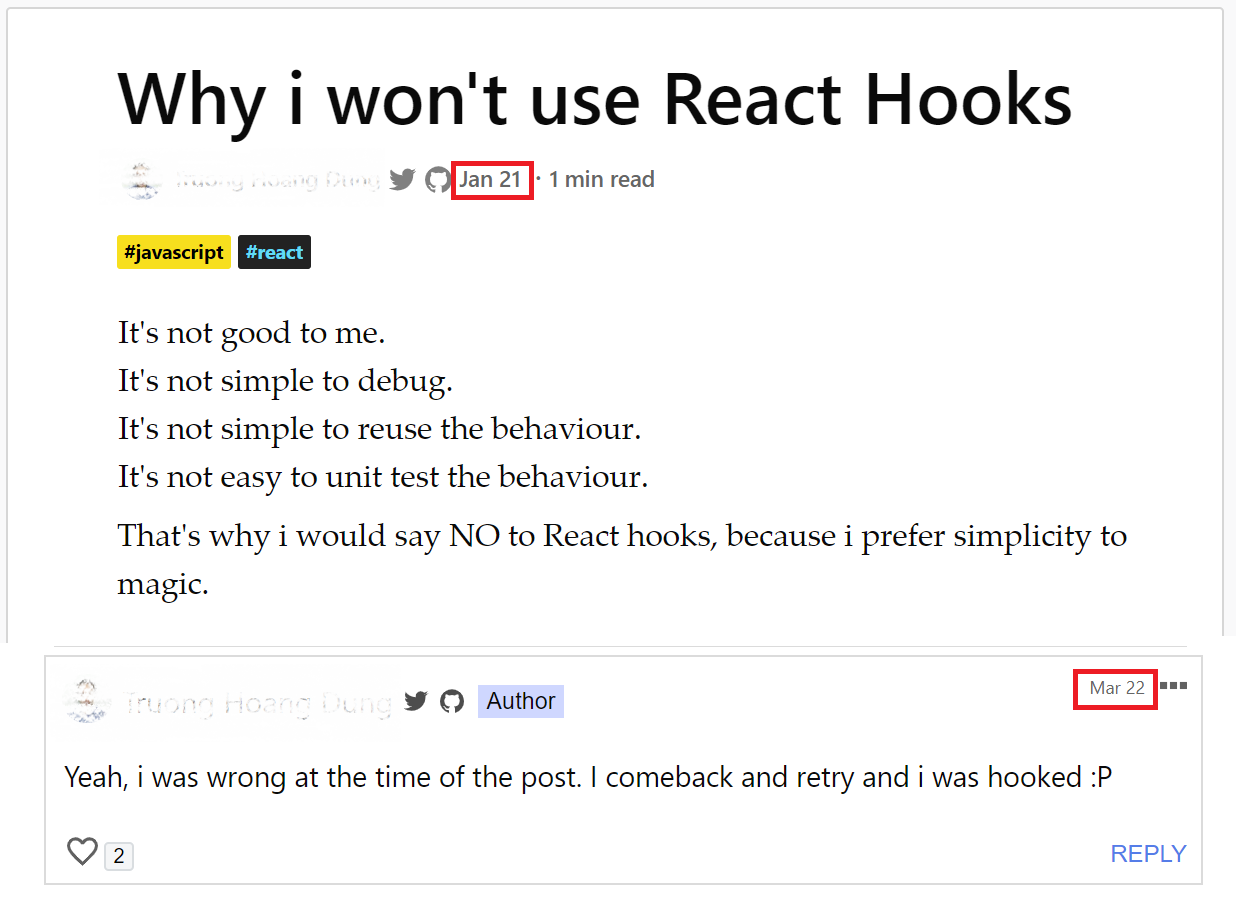 Why i won't use React Hooks
Truong Hoang Dung Jan 21 · 1 min read
#javascript #react
It's not good to me.
It's not simple to debug.
It's not simple to reuse the behaviour.
It's not easy to unit test the behaviour.
That's why i would say NO to React hooks, because i prefer simplicity to
magic.
Truong Hoang Dung Author Mar 22
Yeah, i was wrong at the time of the post. I comeback and retry and i was hooked :P
2 REPLY